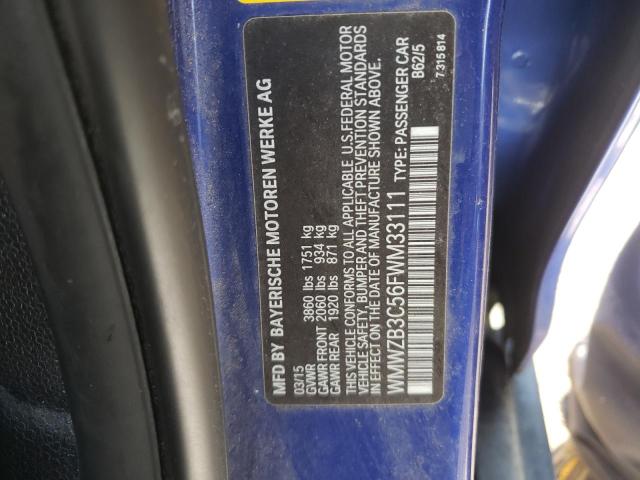 MFD BY BAYERISCHE MOTOREN WERKE AG
03/15
GVWR 3860 lbs 1751 kg
GAWR FRONT 2060 lbs 934 kg
GAWR REAR 1920 lbs 871 kg
THIS VEHICLE CONFORMS TO ALL APPLICABLE U.S. FEDERAL MOTOR
VEHICLE SAFETY, BUMPER AND THEFT PREVENTION STANDARDS
IN EFFECT ON DATE OF MANUFACTURE SHOWN ABOVE.
WMWZB3C56FWM33111 TYPE: PASSENGER CAR
B62/5
7 315 814